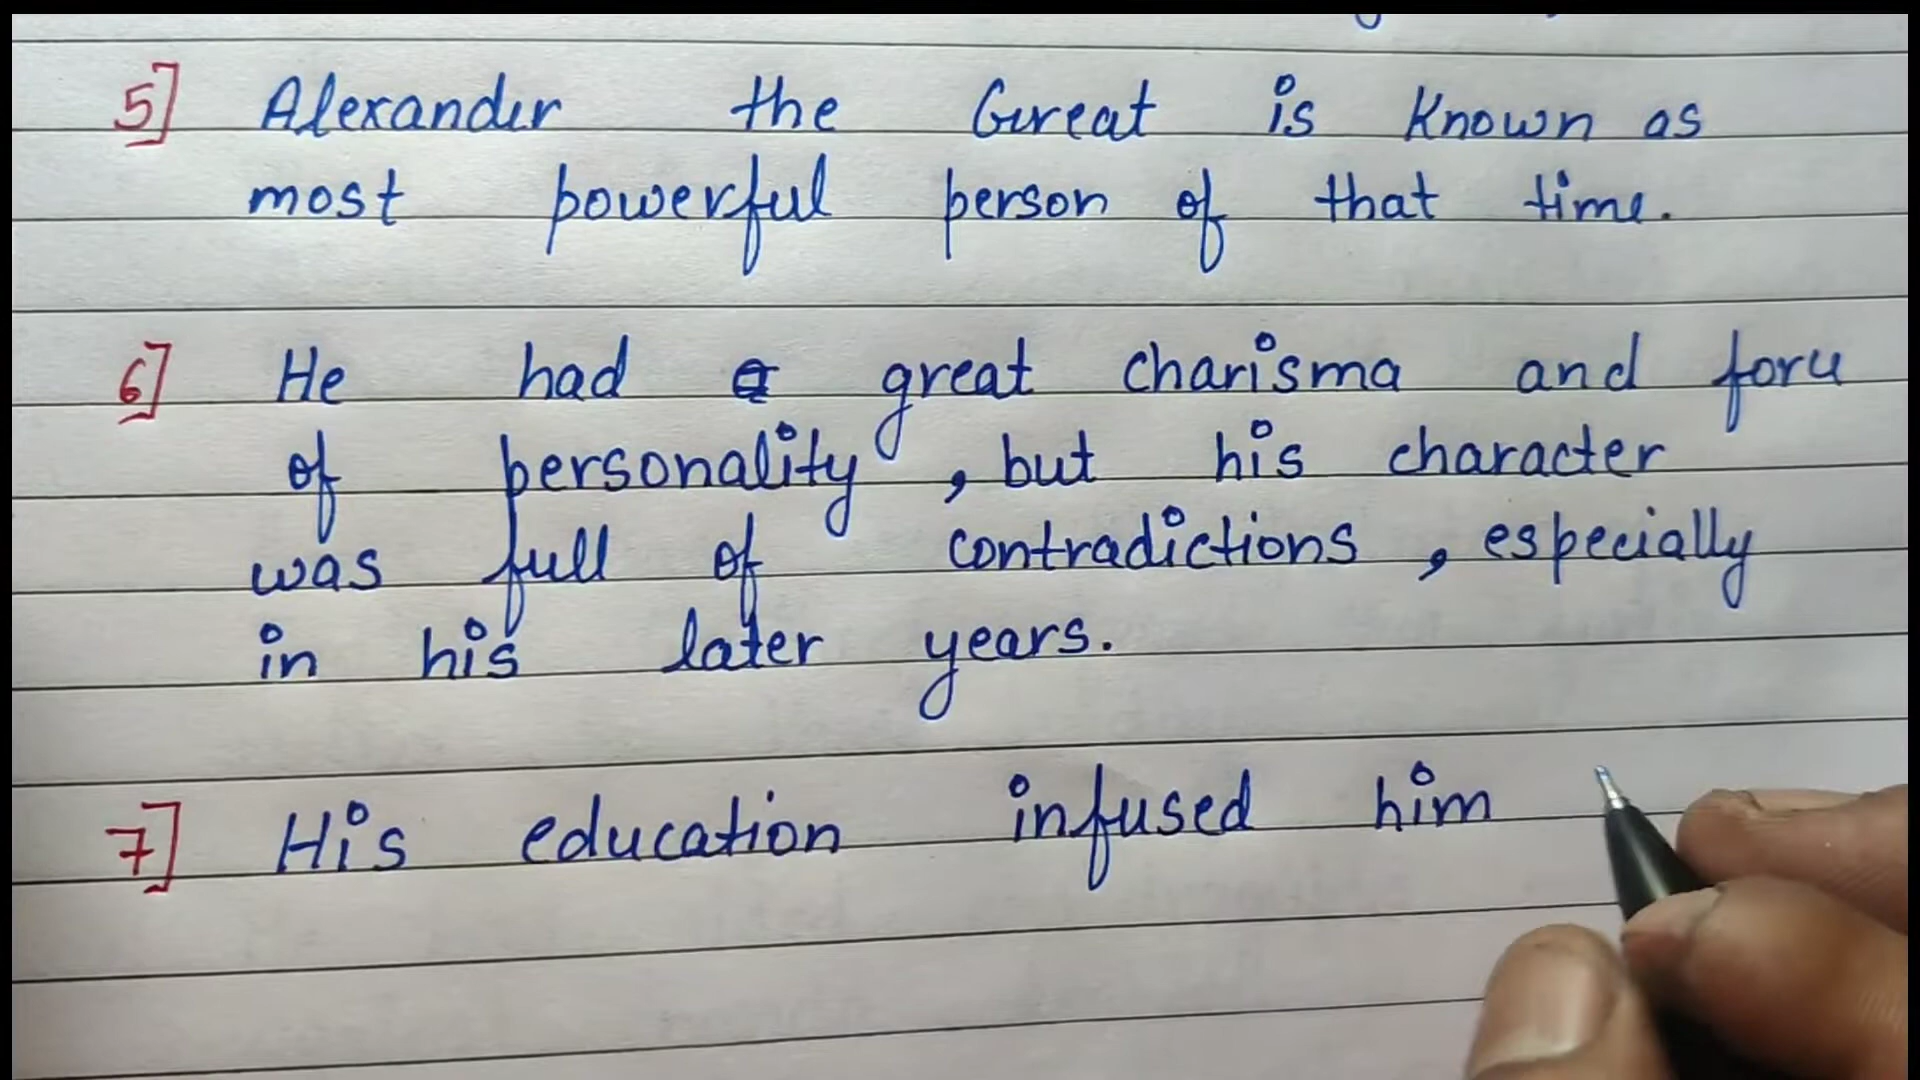 5] Alexander the Great is Known as
most powerful person of that time.
6] He had a great charisma and force
of personality, but his character
was full of contradictions, especially
in his later years.
7] His education infused him